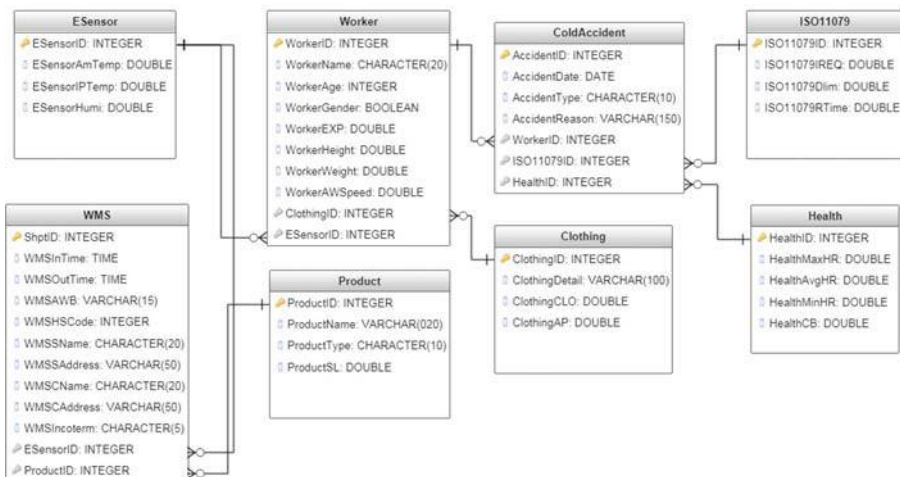 ESensor
ESensorID: INTEGER
ESensorAmTemp: DOUBLE
ESensorIPTemp: DOUBLE
ESensorHumi: DOUBLE
Worker
WorkerID: INTEGER
WorkerName: CHARACTER(20)
WorkerAge: INTEGER
WorkerGender: BOOLEAN
WorkerEXP: DOUBLE
WorkerHeight: DOUBLE
WorkerWeight: DOUBLE
WorkerAWSpeed: DOUBLE
ClothingID: INTEGER
ESensorID: INTEGER
ColdAccident
AccidentID: INTEGER
AccidentDate: DATE
AccidentType: CHARACTER(10)
AccidentReason: VARCHAR(150)
WorkerID: INTEGER
ISO11079ID: INTEGER
HealthID: INTEGER
ISO11079
ISO11079ID: INTEGER
ISO11079IREQ: DOUBLE
ISO11079Dlim: DOUBLE
ISO11079RTime: DOUBLE
WMS
ShptID: INTEGER
WMSInTime: TIME
WMSOutTime: TIME
WMSAWB: VARCHAR(15)
WMSHSCode: INTEGER
WMSSName: CHARACTER(20)
WMSSAddress: VARCHAR(50)
WMSCName: CHARACTER(20)
WMSCAddress: VARCHAR(50)
WMSIncoterm: CHARACTER(5)
ESensorID: INTEGER
ProductID: INTEGER
Product
ProductID: INTEGER
ProductName: VARCHAR(020)
ProductType: CHARACTER(10)
ProductSL: DOUBLE
Clothing
ClothingID: INTEGER
ClothingDetail: VARCHAR(100)
ClothingCLO: DOUBLE
ClothingAP: DOUBLE
Health
HealthID: INTEGER
HealthMaxHR: DOUBLE
HealthAvgHR: DOUBLE
HealthMinHR: DOUBLE
HealthCB: DOUBLE